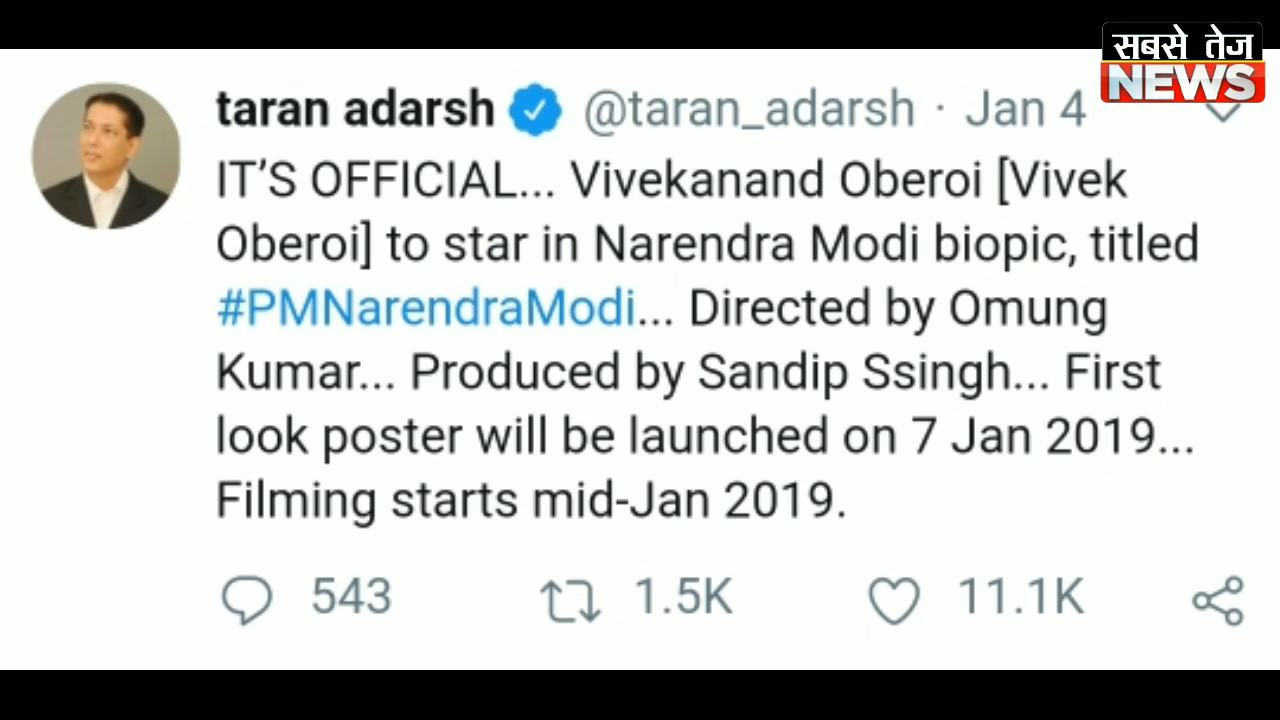 सबसे तेज
NEWS
taran adarsh @taran_adarsh · Jan 4
IT’S OFFICIAL... Vivekanand Oberoi [Vivek
Oberoi] to star in Narendra Modi biopic, titled
#PMNarendraModi... Directed by Omung
Kumar... Produced by Sandip Ssingh... First
look poster will be launched on 7 Jan 2019...
Filming starts mid-Jan 2019.
543 1.5K 11.1K